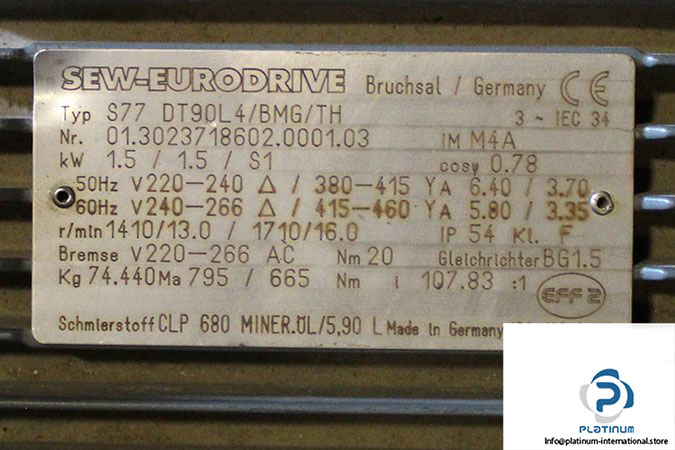 SEW-EURODRIVE Bruchsal / Germany CE
Typ S77 DT90L4/BMG/TH 3 ~ IEC 34
Nr. 01.3023718602.0001.03 IM M4A
kW 1.5 / 1.5 / S1 cosφ 0.78
50Hz V220-240 Δ / 380-415 Y A 6.40 / 3.70
60Hz V240-266 Δ / 415-460 Y A 5.80 / 3.35
r/min 1410/13.0 / 1710/16.0 IP 54 Kl. F
Bremse V220-266 AC Nm 20 Gleichrichter BG1.5
Kg 74.440 Ma 795 / 665 Nm i 107.83 :1
EFF 2
Schmierstoff CLP 680 MINER.ÖL/5,90 L Made in Germany
PLATINUM
Info@platinum-international.store